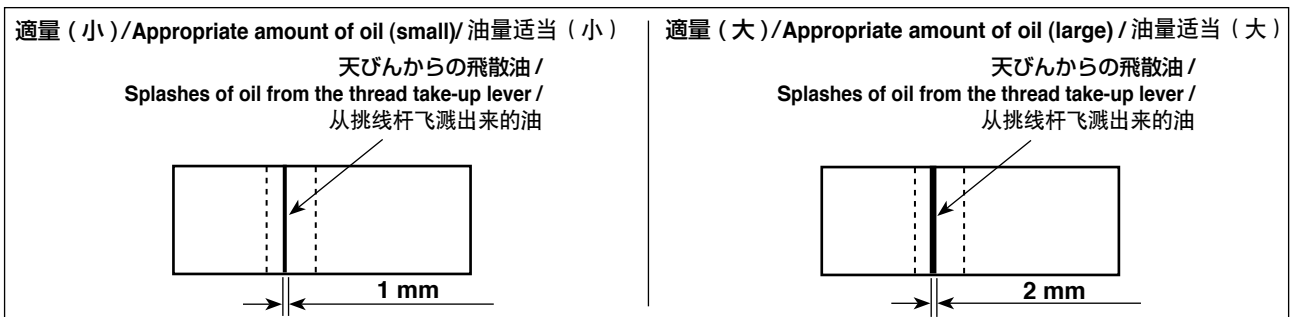 適量 ( 小 )/Appropriate amount of oil (small)/ 油量适当（小）
天びんからの飛散油 /
Splashes of oil from the thread take-up lever /
从挑线杆飞溅出来的油
1 mm
適量 ( 大 )/Appropriate amount of oil (large) / 油量适当（大）
天びんからの飛散油 /
Splashes of oil from the thread take-up lever /
从挑线杆飞溅出来的油
2 mm